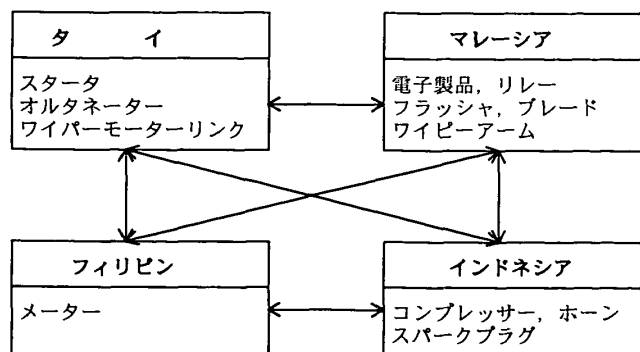 タイ
スタータ
オルタネーター
ワイパーモーターリンク
マレーシア
電子製品，リレー
フラッシャ，ブレード
ワイピーアーム
フィリピン
メーター
インドネシア
コンプレッサー，ホーン
スパークプラグ